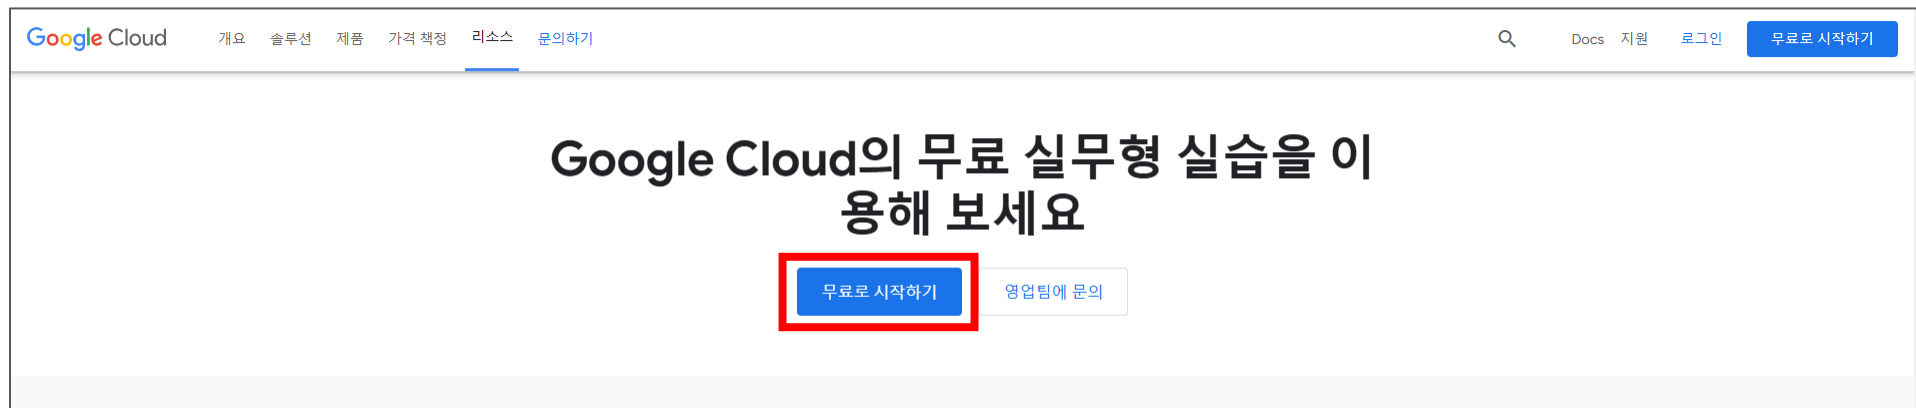 Google Cloud 개요 솔루션 제품 가격 책정 리소스 문의하기 Docs 지원 로그인 무료로 시작하기
Google Cloud의 무료 실무형 실습을 이
용해 보세요
무료로 시작하기 영업팀에 문의